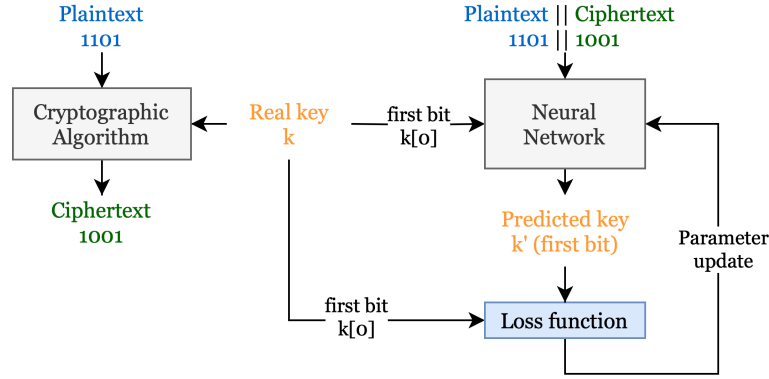 Plaintext
1101
Plaintext || Ciphertext
1101 || 1001
Cryptographic
Algorithm
Real key
k
first bit
k[0]
Neural
Network
Ciphertext
1001
Predicted key
k' (first bit)
Parameter
update
first bit
k[0]
Loss function